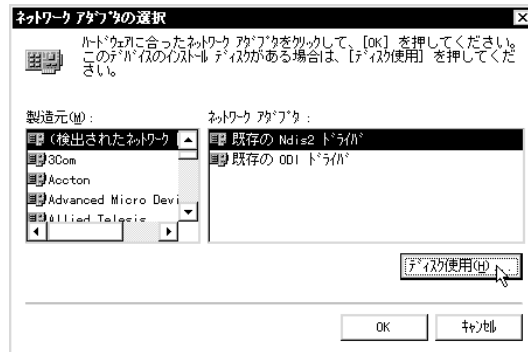 ﾈｯﾄﾜｰｸ ｱﾀﾞﾌﾟﾀの選択
ﾊｰﾄﾞｳｪｱに合ったﾈｯﾄﾜｰｸ ｱﾀﾞﾌﾟﾀをｸﾘｯｸして、[OK] を押してください。
このﾃﾞﾊﾞｲｽのｲﾝｽﾄｰﾙ ﾃﾞｨｽｸがある場合は、[ﾃﾞｨｽｸ使用] を押してくだ
さい。
製造元(M):
ﾈｯﾄﾜｰｸ ｱﾀﾞﾌﾟﾀ:
(検出されたﾈｯﾄﾜｰｸ
3Com
Accton
Advanced Micro Devi
Allied Telesis
既存の Ndis2 ﾄﾞﾗｲﾊﾞ
既存の ODI ﾄﾞﾗｲﾊﾞ
ﾃﾞｨｽｸ使用(H)...
OK
ｷｬﾝｾﾙ